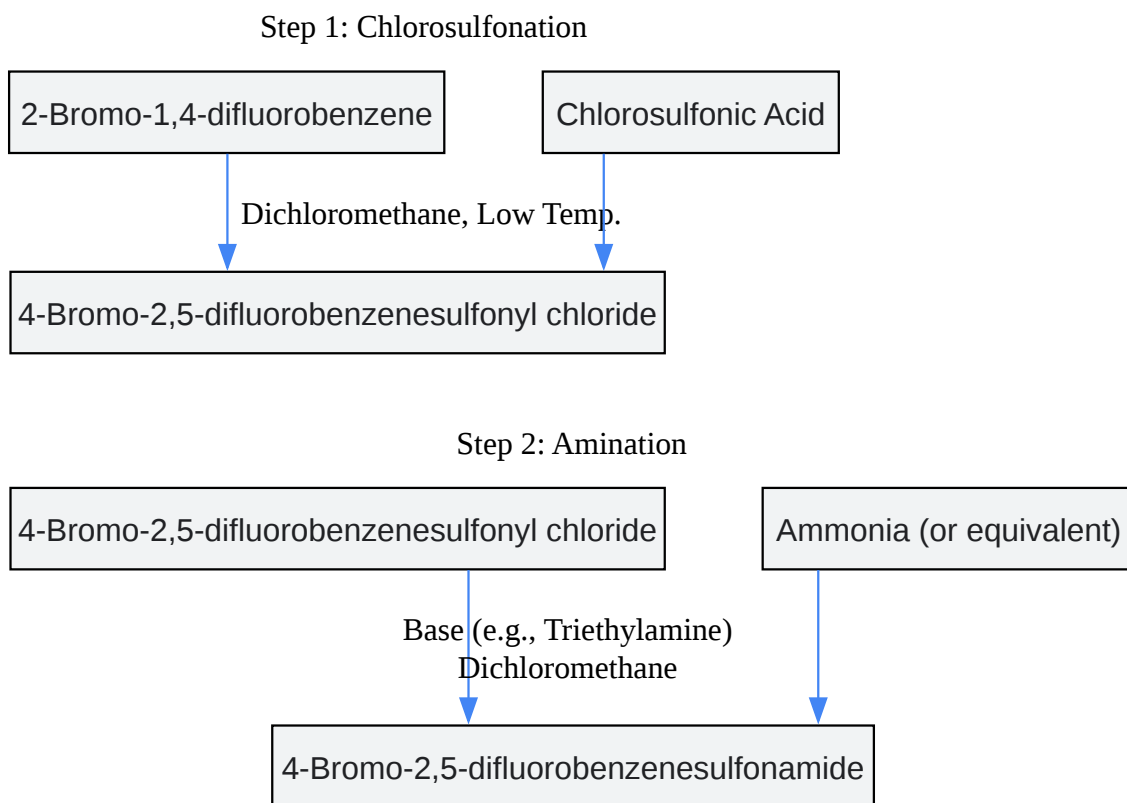 Step 1: Chlorosulfonation
2-Bromo-1,4-difluorobenzene
Chlorosulfonic Acid
Dichloromethane, Low Temp.
4-Bromo-2,5-difluorobenzenesulfonyl chloride
Step 2: Amination
4-Bromo-2,5-difluorobenzenesulfonyl chloride
Ammonia (or equivalent)
Base (e.g., Triethylamine)
Dichloromethane
4-Bromo-2,5-difluorobenzenesulfonamide